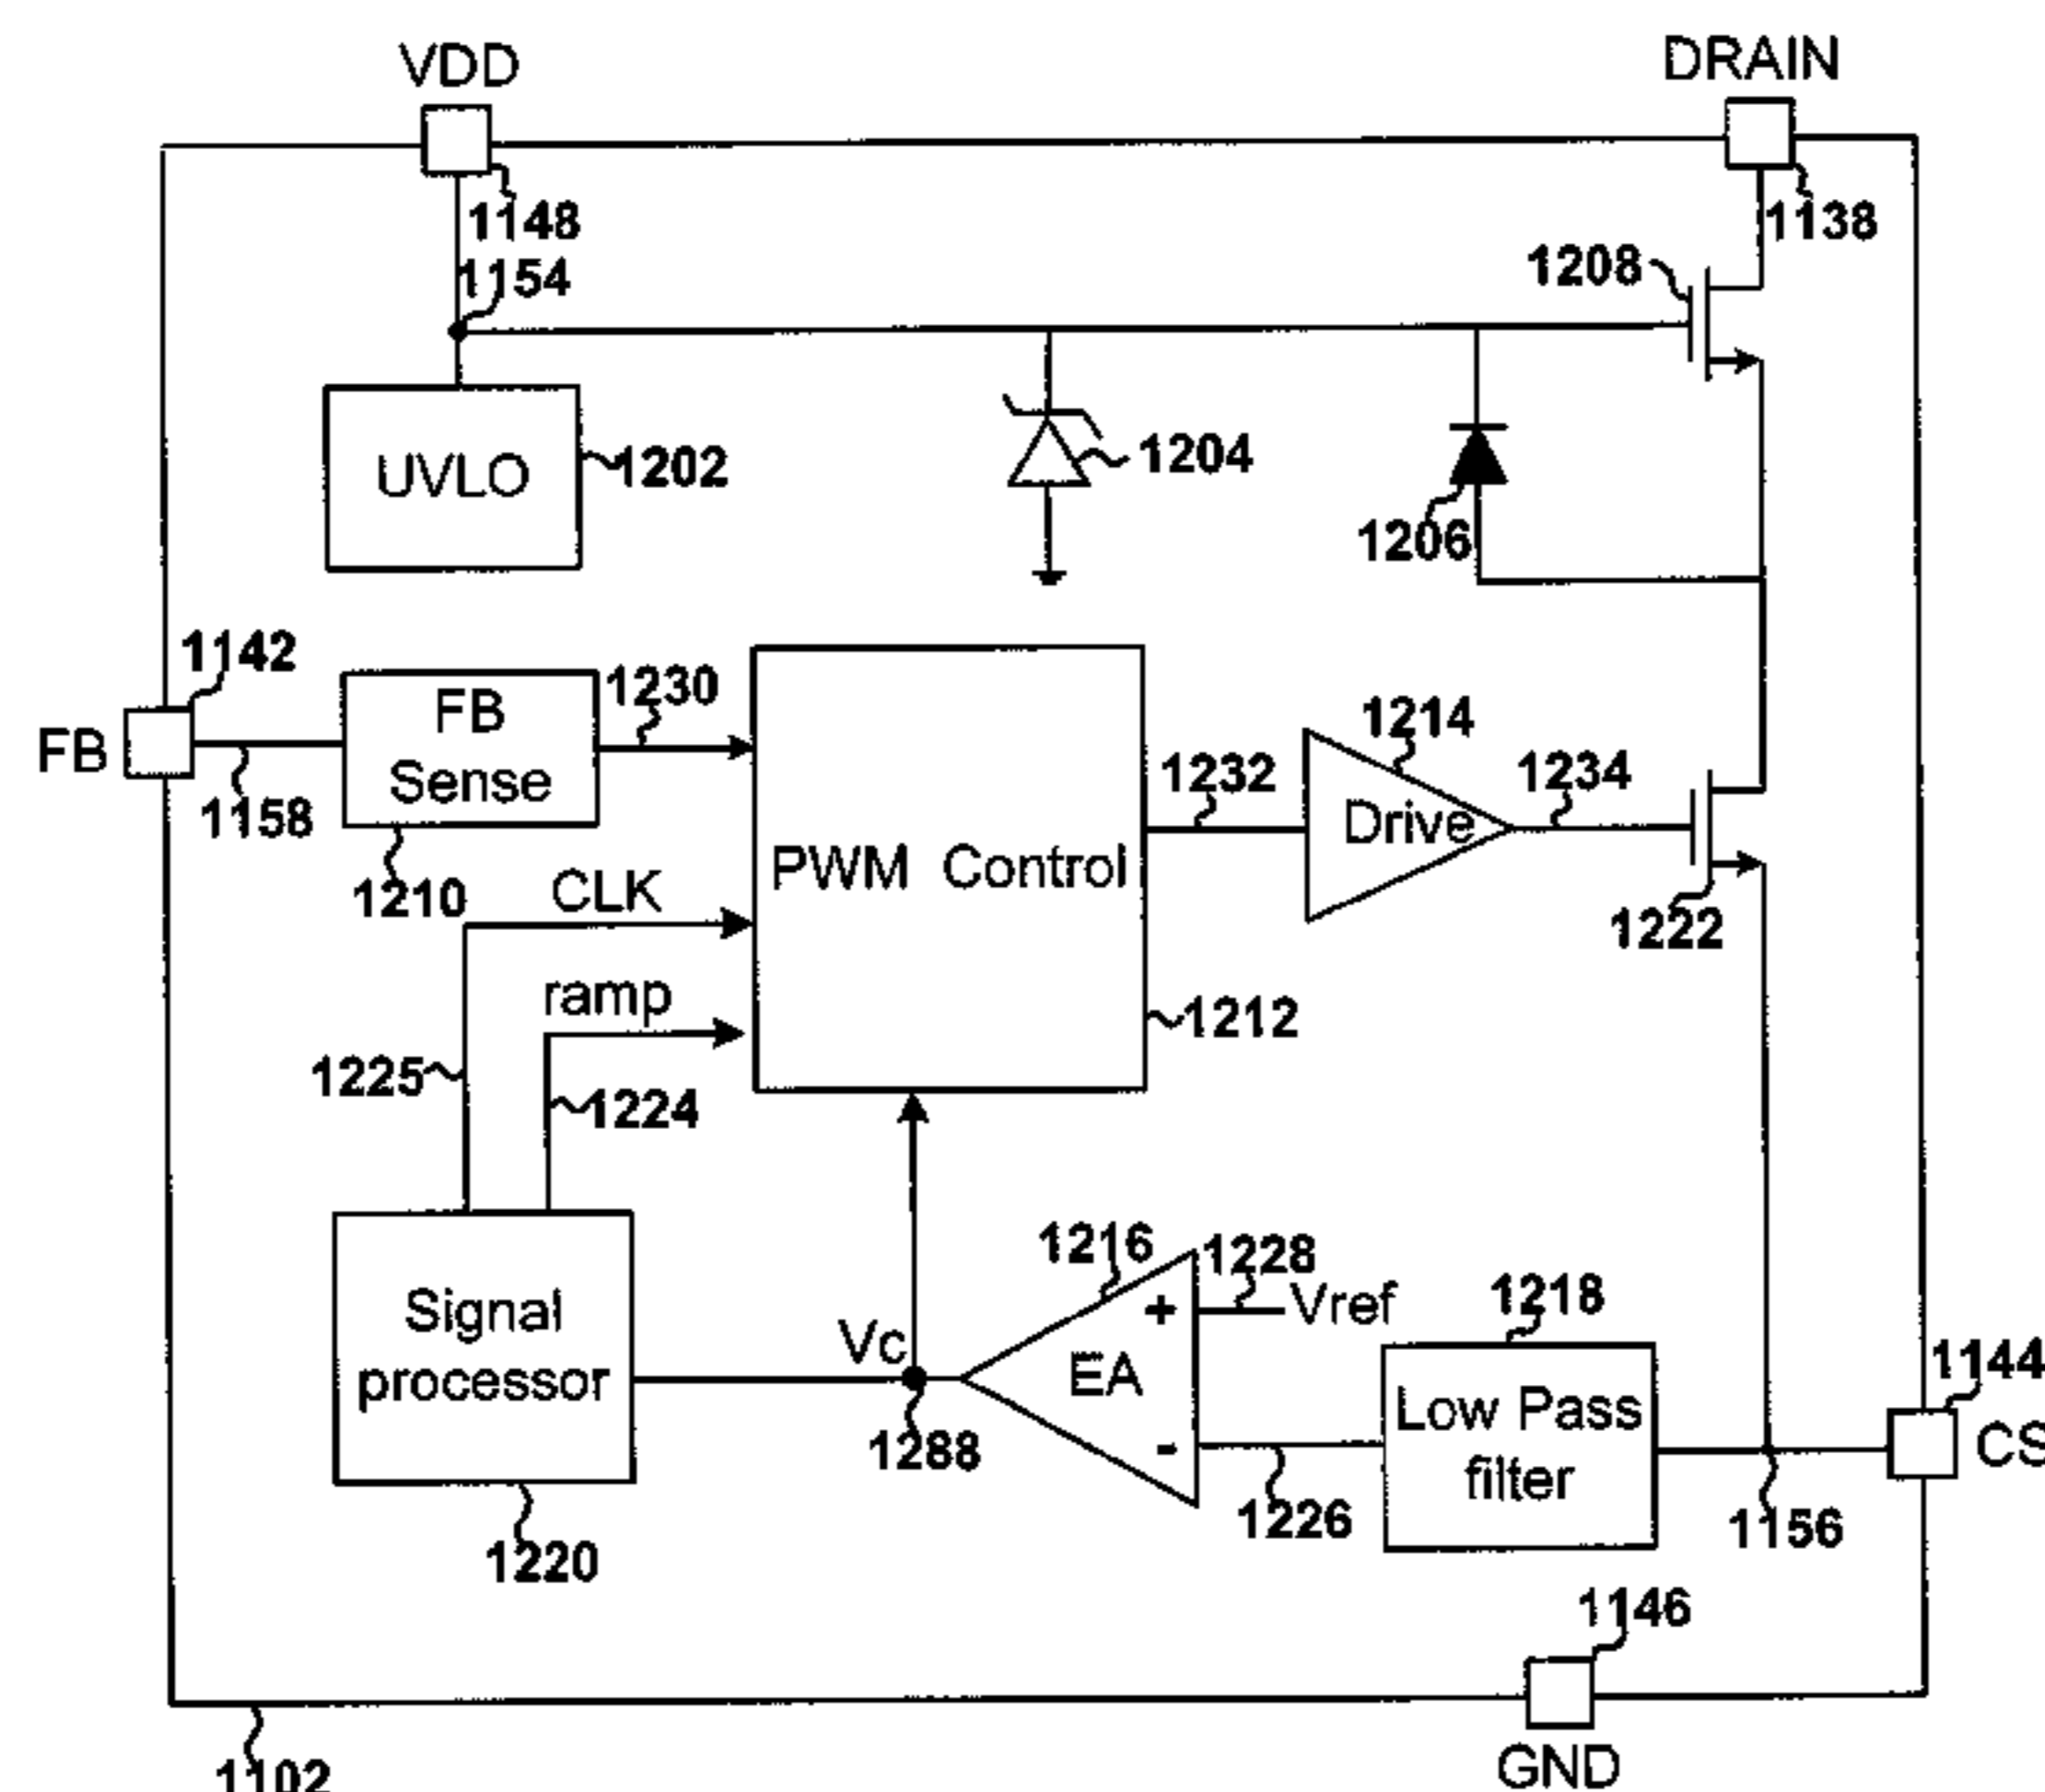 VDD
DRAIN
1148
1138
1154
1208
UVLO
1202
1204
1206
1142
FB
FB
Sense
1230
1158
1210
CLK
PWM Control
1232
1214
Drive
1234
1222
ramp
1212
1225
1224
Signal
processor
1220
Vc
1288
1216
+
EA
-
1228
Vref
1226
1218
Low Pass
filter
1144
CS
1156
1146
GND
1102